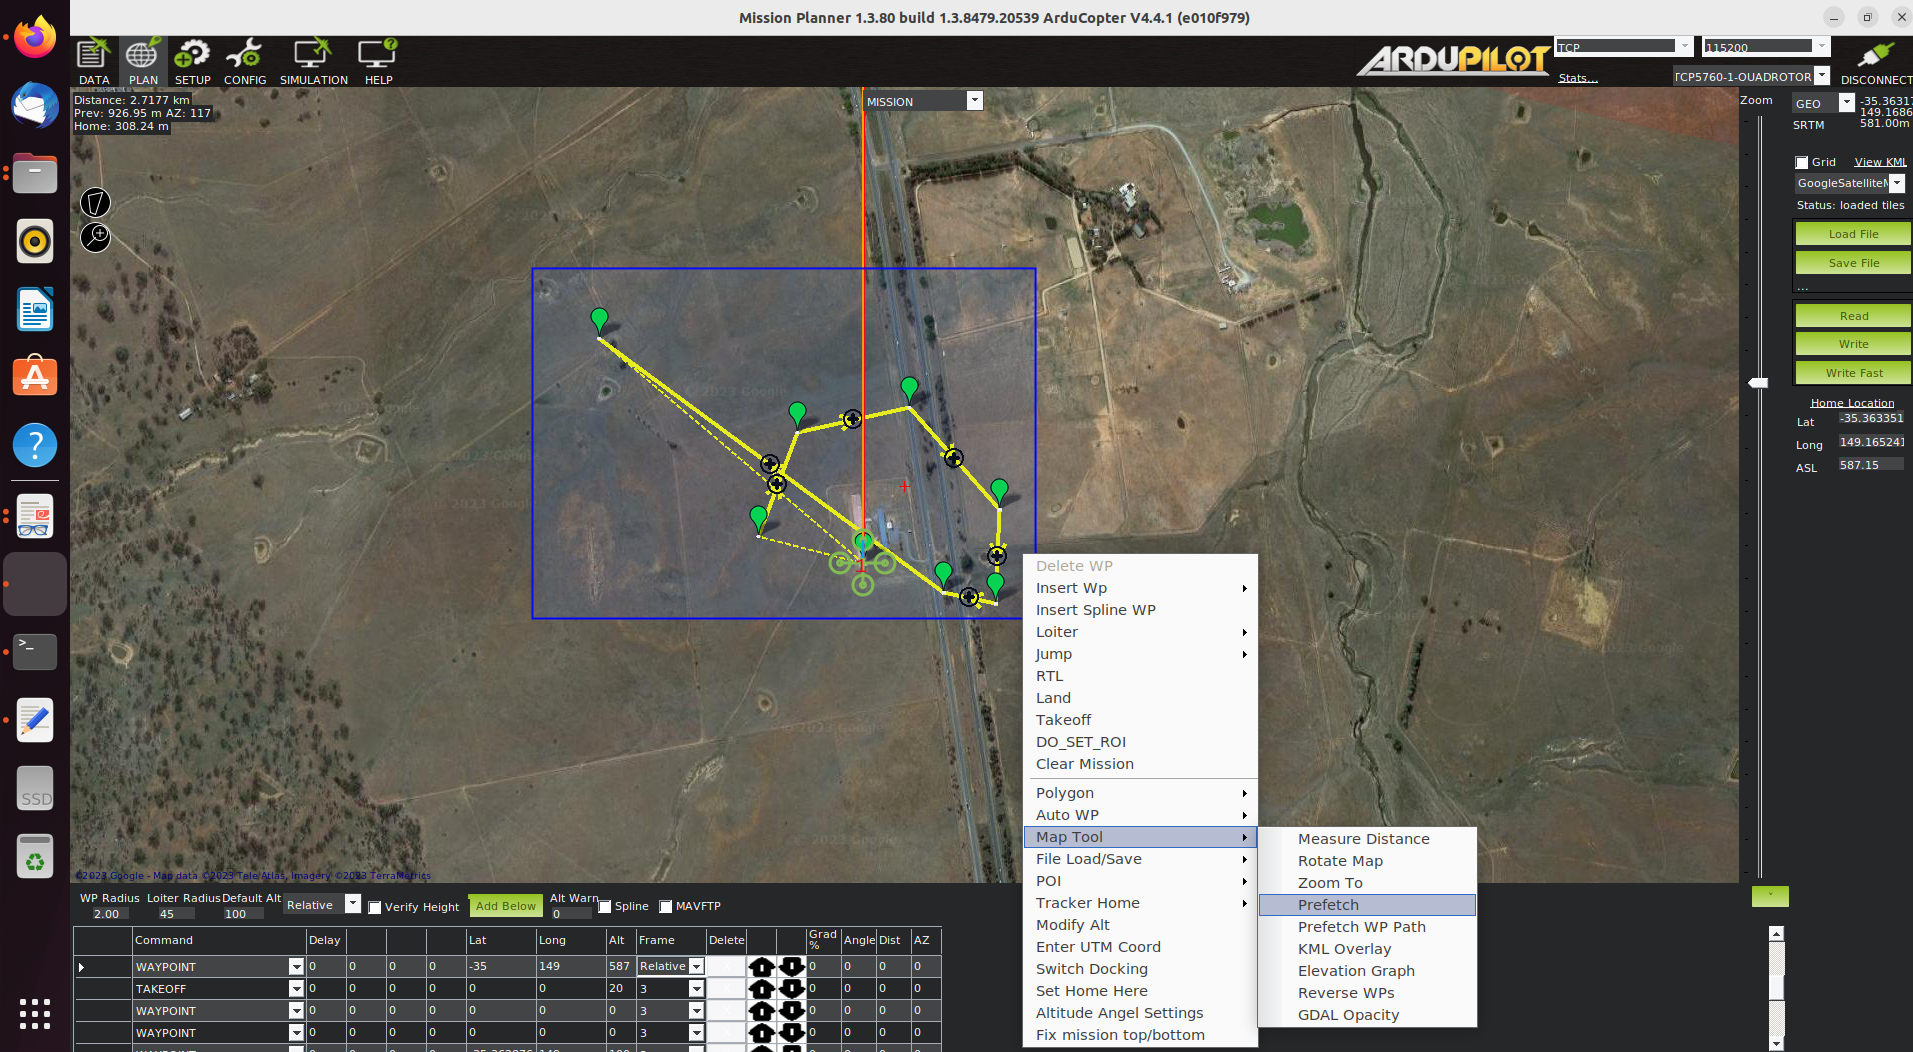 Mission Planner 1.3.80 build 1.3.8479.20539 ArduCopter V4.4.1 (e010f979)
DATA PLAN SETUP CONFIG SIMULATION HELP
ARDUPILOT
TCP 115200
Stats... TCP5760-1-QUADROTOR DISCONNECT
Distance: 2.7177 km
Prev: 926.95 m AZ: 117
Home: 308.24 m
MISSION
Zoom
GEO -35.36317
149.1686
SRTM 581.00m
Grid View KML
GoogleSatelliteM
Status: loaded tiles
Load File
Save File
...
Read
Write
Write Fast
Home Location
Lat -35.363351
Long 149.165241
ASL 587.15
1
Delete WP
Insert Wp
Insert Spline WP
Loiter
Jump
RTL
Land
Takeoff
DO_SET_ROI
Clear Mission
Polygon
Auto WP
Map Tool
File Load/Save
POI
Tracker Home
Modify Alt
Enter UTM Coord
Switch Docking
Set Home Here
Altitude Angel Settings
Fix mission top/bottom
Measure Distance
Rotate Map
Zoom To
Prefetch
Prefetch WP Path
KML Overlay
Elevation Graph
Reverse WPs
GDAL Opacity
©2023 Google - Map data ©2023 Tele Atlas, Imagery ©2023 TerraMetrics
WP Radius Loiter Radius Default Alt Alt Warn
2.00 45 100 Relative Verify Height Add Below 0 Spline MAVFTP
Command Delay Lat Long Alt Frame Delete Grad % Angle Dist AZ
WAYPOINT 0 0 0 0 -35 149 587 Relative 0 0 0 0
TAKEOFF 0 0 0 0 0 0 20 3 0 0 0 0
WAYPOINT 0 0 0 0 0 0 0 3 0 0 0 0
WAYPOINT 0 0 0 0 0 0 0 3 0 0 0 0
SSD